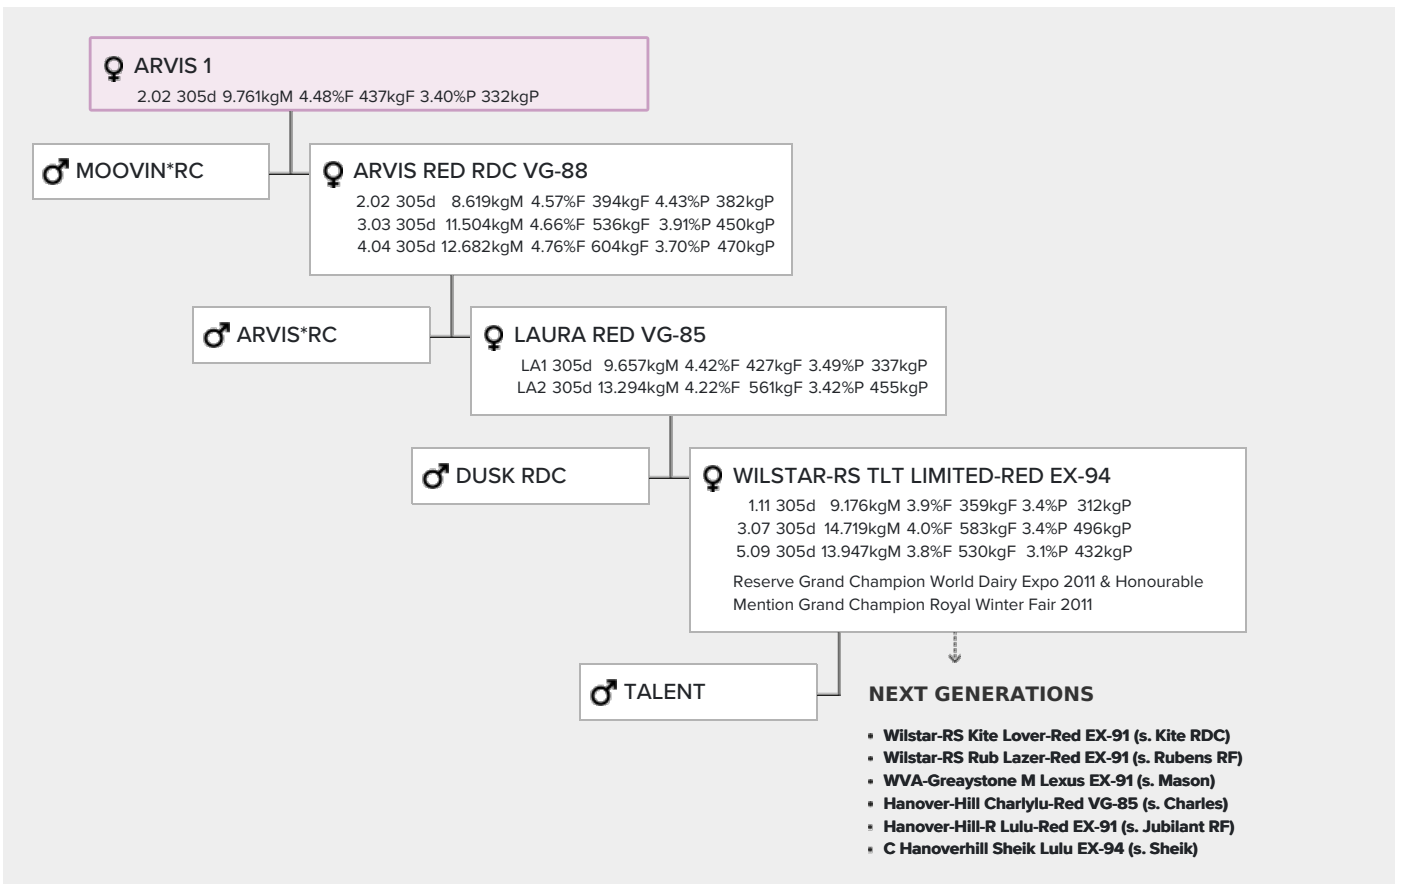 ARVIS 1
2.02 305d 9.761kgM 4.48%F 437kgF 3.40%P 332kgP
MOOVIN*RC
ARVIS RED RDC VG-88
2.02 305d 8.619kgM 4.57%F 394kgF 4.43%P 382kgP
3.03 305d 11.504kgM 4.66%F 536kgF 3.91%P 450kgP
4.04 305d 12.682kgM 4.76%F 604kgF 3.70%P 470kgP
ARVIS*RC
LAURA RED VG-85
LA1 305d 9.657kgM 4.42%F 427kgF 3.49%P 337kgP
LA2 305d 13.294kgM 4.22%F 561kgF 3.42%P 455kgP
DUSK RDC
WILSTAR-RS TLT LIMITED-RED EX-94
1.11 305d 9.176kgM 3.9%F 359kgF 3.4%P 312kgP
3.07 305d 14.719kgM 4.0%F 583kgF 3.4%P 496kgP
5.09 305d 13.947kgM 3.8%F 530kgF 3.1%P 432kgP
Reserve Grand Champion World Dairy Expo 2011 & Honourable
Mention Grand Champion Royal Winter Fair 2011
TALENT
NEXT GENERATIONS
• Wilstar-RS Kite Lover-Red EX-91 (s. Kite RDC)
• Wilstar-RS Rub Lazer-Red EX-91 (s. Rubens RF)
• WVA-Greaystone M Lexus EX-91 (s. Mason)
• Hanover-Hill Charlylu-Red VG-85 (s. Charles)
• Hanover-Hill-R Lulu-Red EX-91 (s. Jubilant RF)
• C Hanoverhill Sheik Lulu EX-94 (s. Sheik)